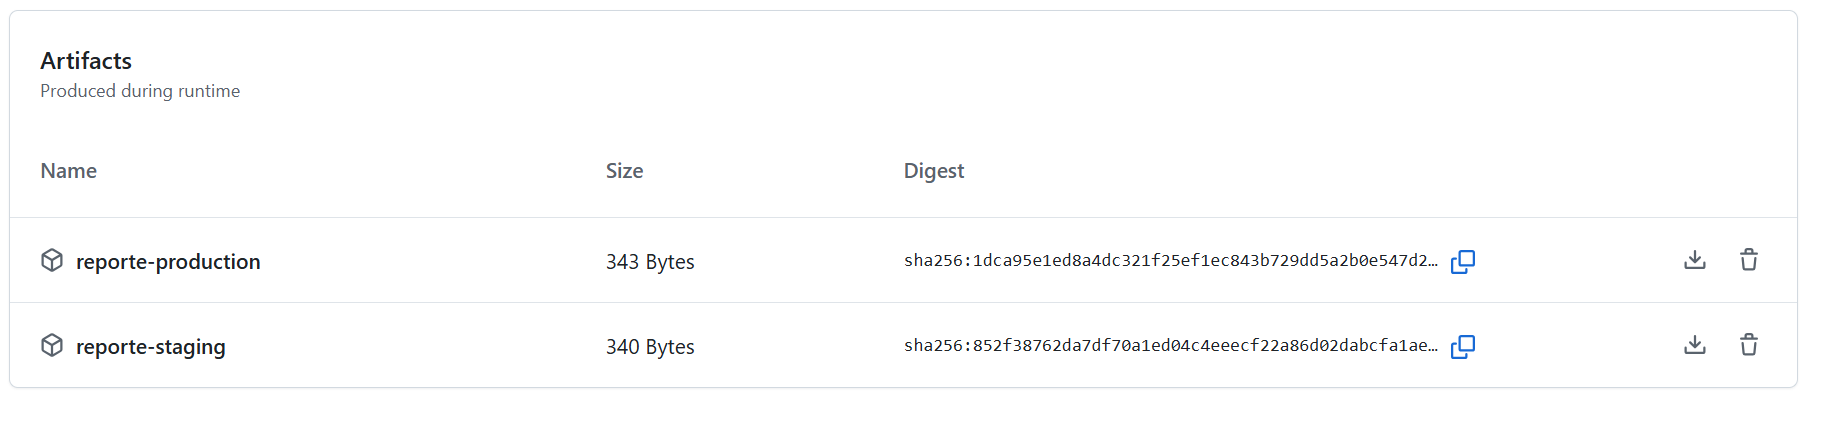 Artifacts
Produced during runtime
Name Size Digest
reporte-production 343 Bytes sha256:1dca95e1ed8a4dc321f25ef1ec843b729dd5a2b0e547d2…
reporte-staging 340 Bytes sha256:852f38762da7df70a1ed04c4eeecf22a86d02dabcfa1ae…